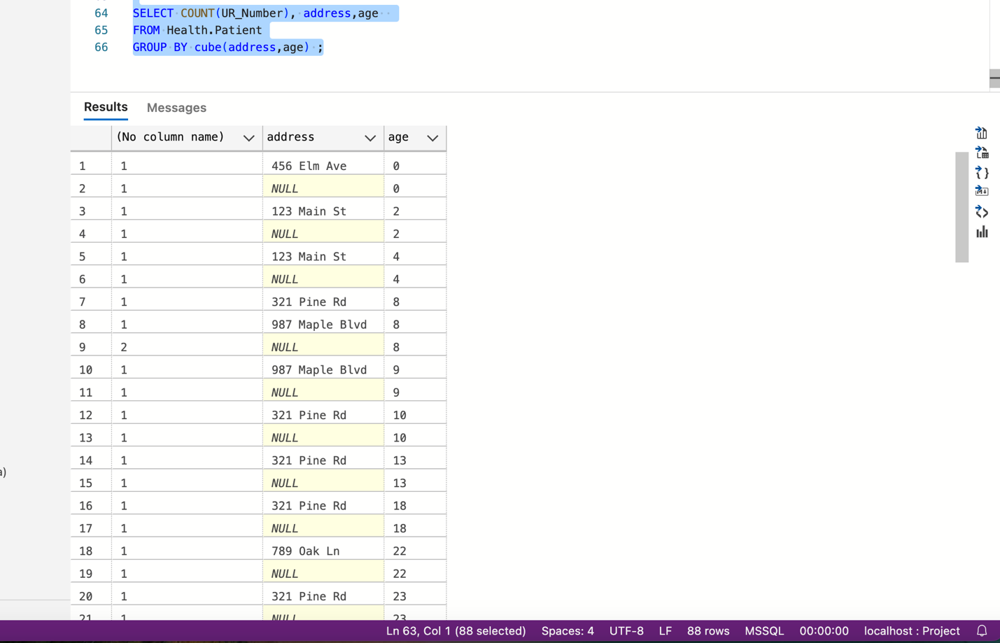 64 SELECT COUNT(UR_Number), address,age
65 FROM Health.Patient
66 GROUP BY cube(address,age) ;
Results Messages
(No column name) address age
1 1 456 Elm Ave 0
2 1 NULL 0
3 1 123 Main St 2
4 1 NULL 2
5 1 123 Main St 4
6 1 NULL 4
7 1 321 Pine Rd 8
8 1 987 Maple Blvd 8
9 2 NULL 8
10 1 987 Maple Blvd 9
11 1 NULL 9
12 1 321 Pine Rd 10
13 1 NULL 10
14 1 321 Pine Rd 13
a)
15 1 NULL 13
16 1 321 Pine Rd 18
17 1 NULL 18
18 1 789 Oak Ln 22
19 1 NULL 22
20 1 321 Pine Rd 23
21 1 NULL 23
Ln 63, Col 1 (88 selected) Spaces: 4 UTF-8 LF 88 rows MSSQL 00:00:00 localhost : Project